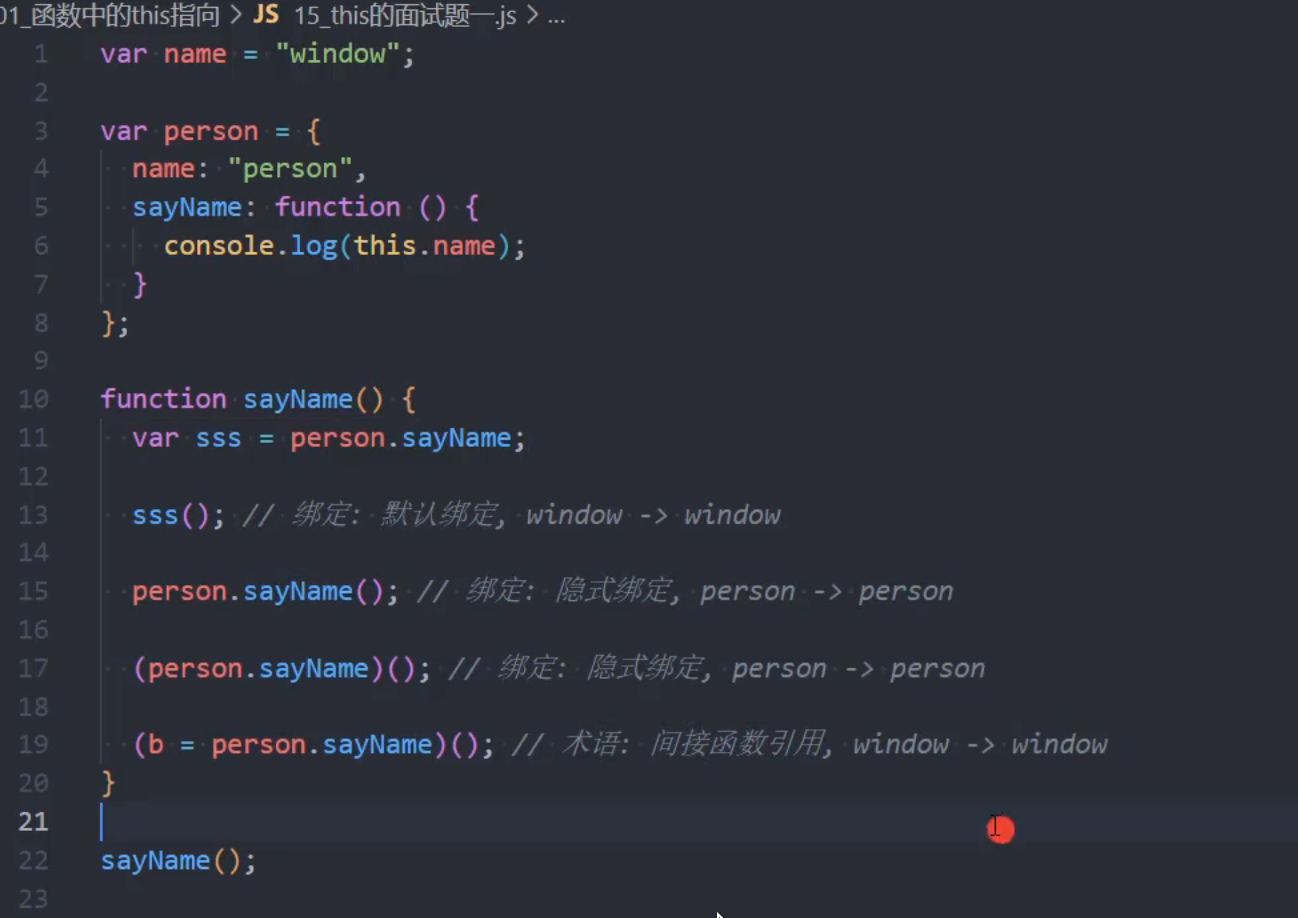 01_函数中的this指向 > JS 15_this的面试题一.js > ...
1 var name = "window";
2
3 var person = {
4 name: "person",
5 sayName: function () {
6 console.log(this.name);
7 }
8 };
9
10 function sayName() {
11 var sss = person.sayName;
12
13 sss(); // 绑定: 默认绑定, window -> window
14
15 person.sayName(); // 绑定: 隐式绑定, person -> person
16
17 (person.sayName)(); // 绑定: 隐式绑定, person -> person
18
19 (b = person.sayName)(); // 术语: 间接函数引用, window -> window
20 }
21
22 sayName();
23